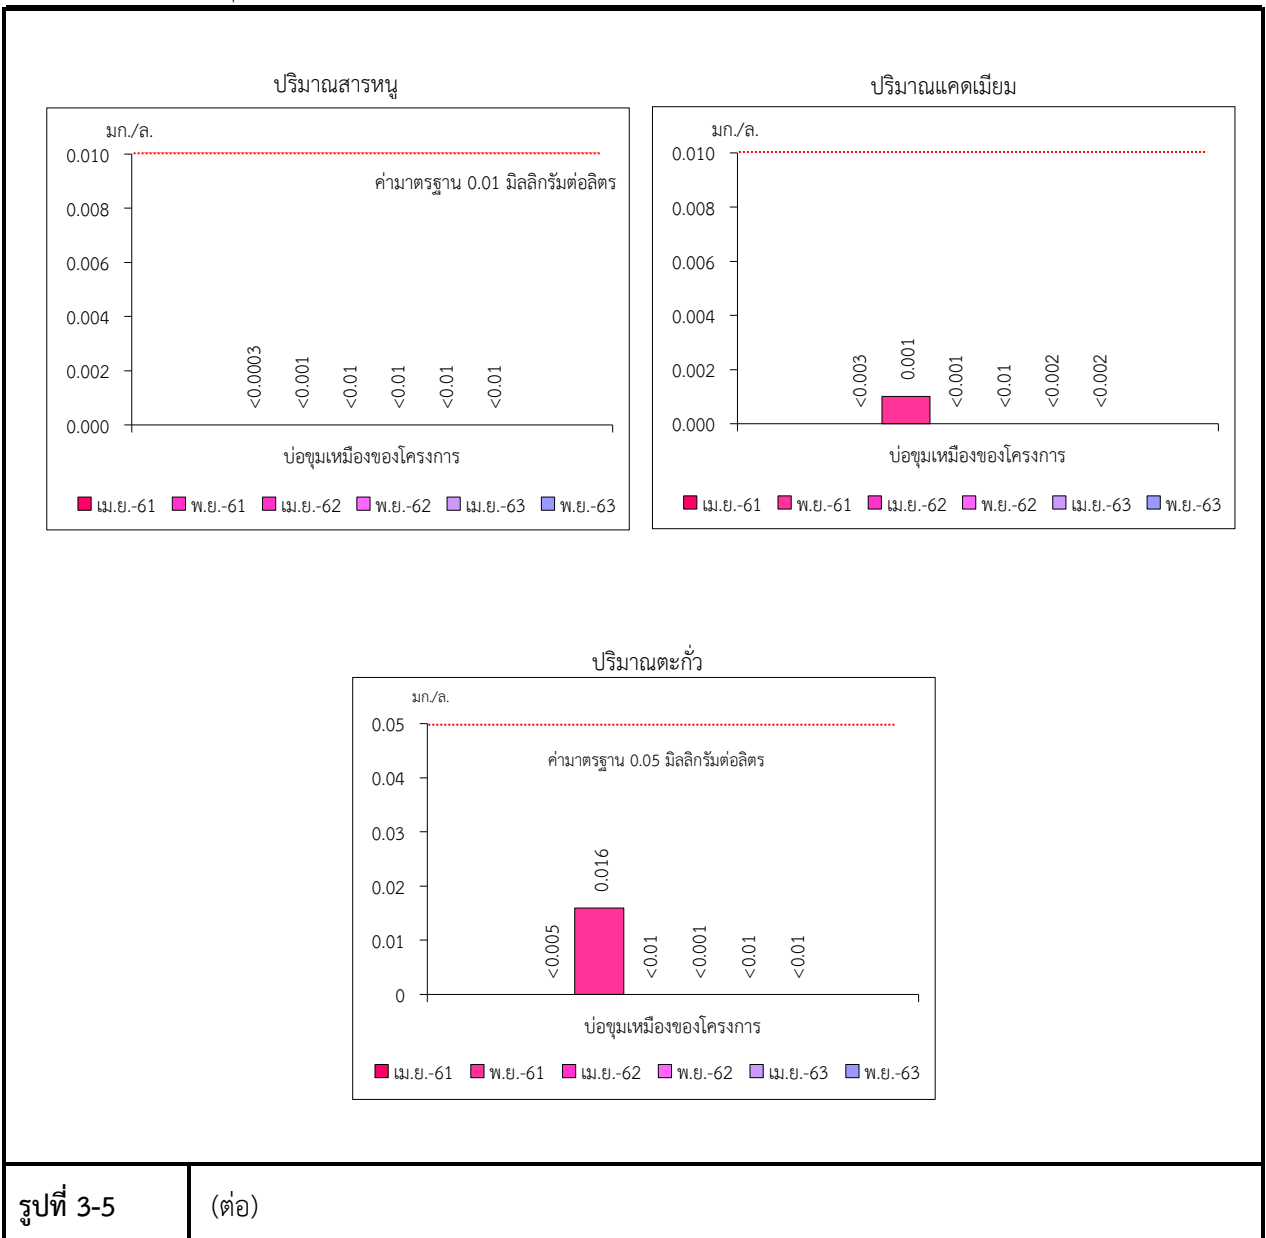 ปริมาณสารหนู
มก./ล.
0.010
ค่ามาตรฐาน 0.01 มิลลิกรัมต่อลิตร
0.008
0.006
0.004
0.002
0.000
<0.0003
<0.001
<0.01
<0.01
<0.01
<0.01
บ่อขุมเหมืองของโครงการ
เม.ย.-61 พ.ย.-61 เม.ย.-62 พ.ย.-62 เม.ย.-63 พ.ย.-63
ปริมาณแคดเมียม
มก./ล.
0.010
0.008
0.006
0.004
0.002
0.000
<0.003
0.001
<0.001
<0.01
<0.002
<0.002
บ่อขุมเหมืองของโครงการ
เม.ย.-61 พ.ย.-61 เม.ย.-62 พ.ย.-62 เม.ย.-63 พ.ย.-63
ปริมาณตะกั่ว
มก./ล.
0.05
ค่ามาตรฐาน 0.05 มิลลิกรัมต่อลิตร
0.04
0.03
0.02
0.01
0
<0.005
0.016
<0.01
<0.001
<0.01
<0.01
บ่อขุมเหมืองของโครงการ
เม.ย.-61 พ.ย.-61 เม.ย.-62 พ.ย.-62 เม.ย.-63 พ.ย.-63
รูปที่ 3-5 (ต่อ)